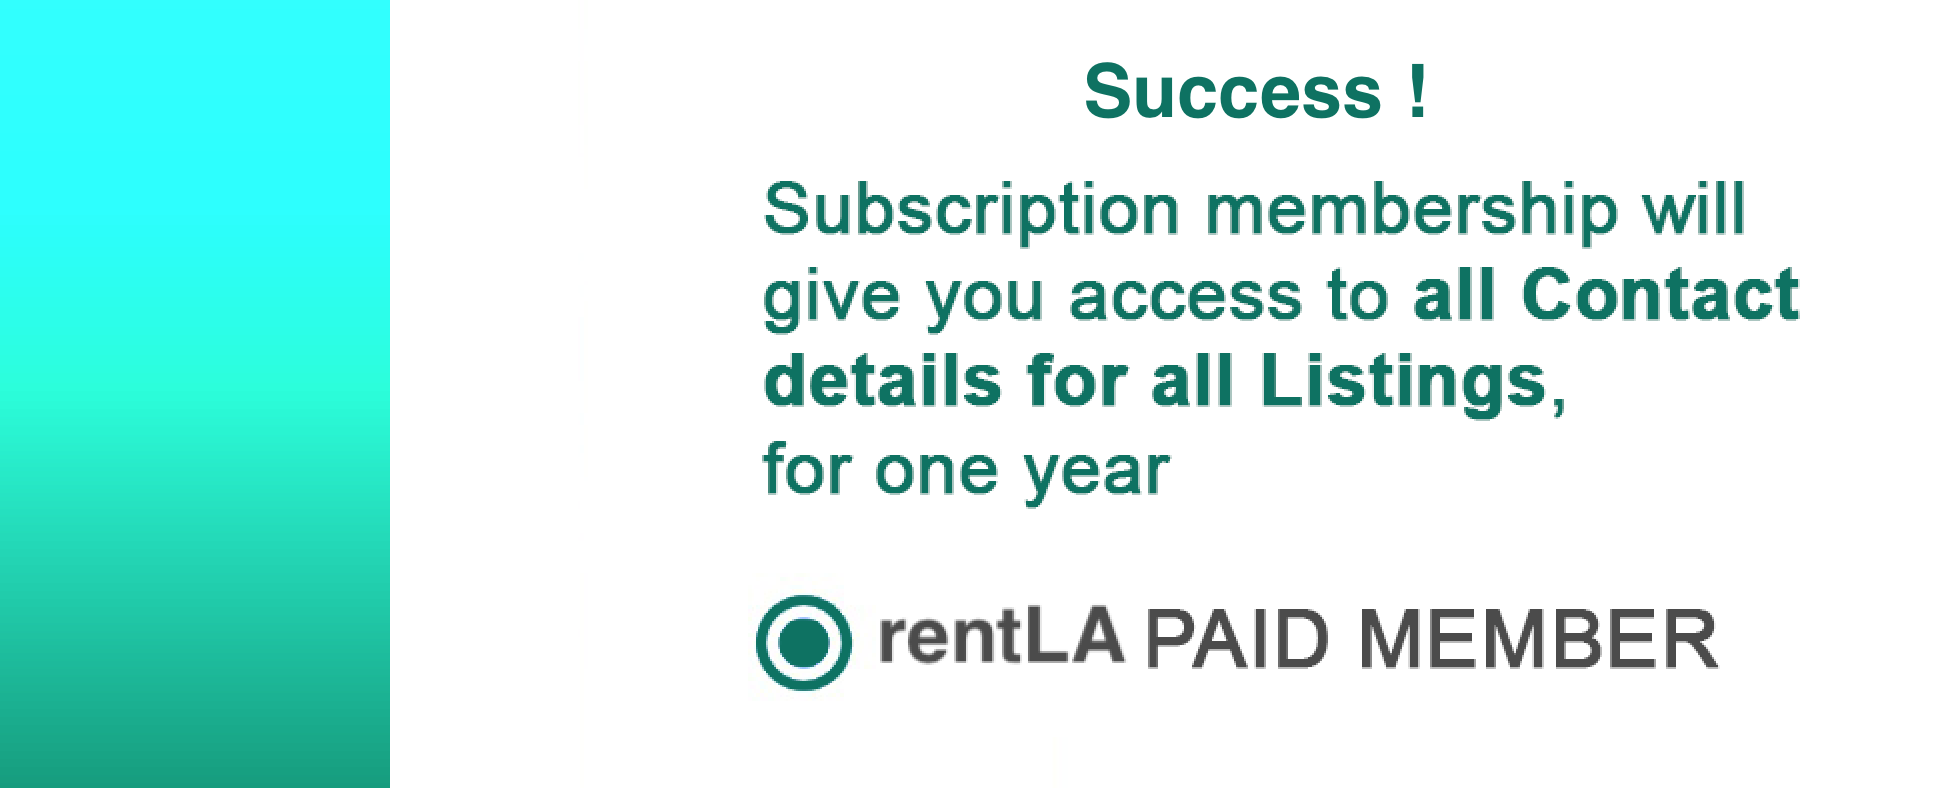 Success !
Subscription membership will
give you access to all Contact
details for all Listings,
for one year
rentLA PAID MEMBER